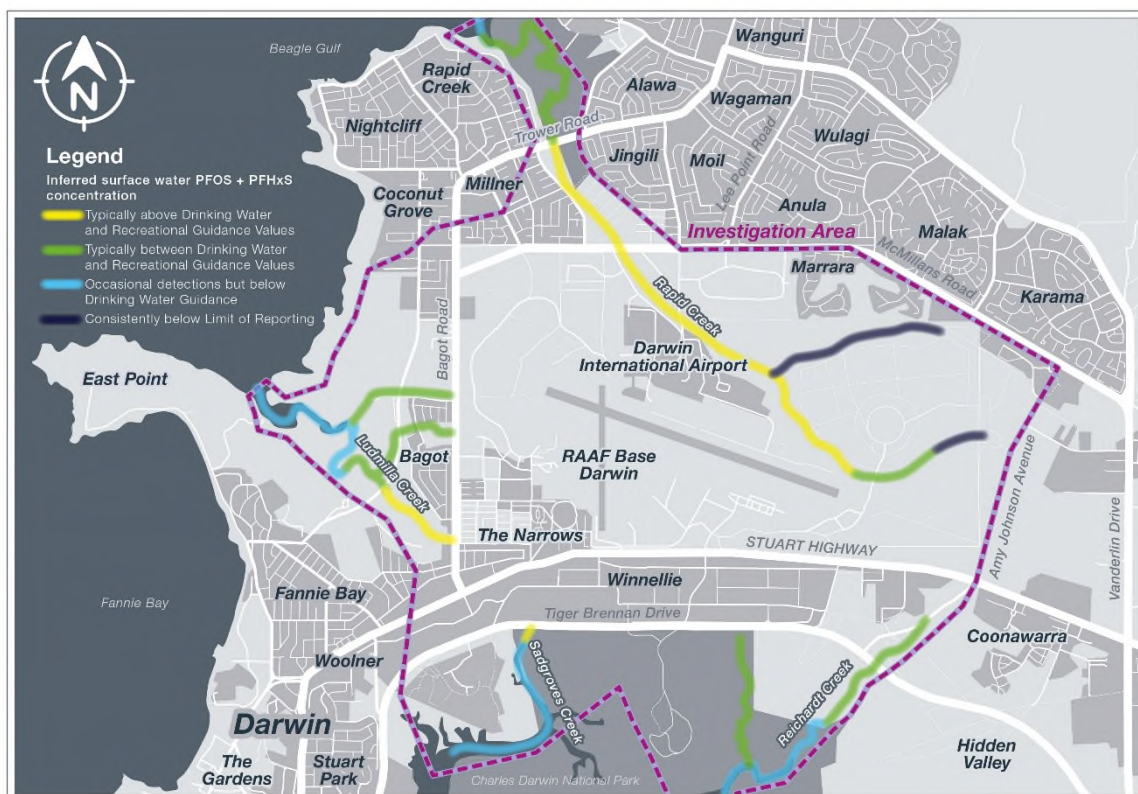 Beagle Gulf
N
Legend
Inferred surface water PFOS + PFHxS
concentration
Typically above Drinking Water
and Recreational Guidance Values
Typically between Drinking Water
and Recreational Guidance Values
Occasional detections but below
Drinking Water Guidance
Consistently below Limit of Reporting
Rapid
Creek
Nightcliff
Trower Road
Alawa
Wanguri
Wagaman
Wulagi
Jingili
Moil
Lee Point Road
Coconut
Grove
Millner
Anula
Malak
Investigation Area
McMillans Road
Marrara
Karama
Bagot Road
Rapid Creek
Darwin
International Airport
East Point
Ludmilla Creek
Bagot
RAAF Base
Darwin
Amy Johnson Avenue
Vanderlin Drive
The Narrows
STUART HIGHWAY
Fannie Bay
Fannie Bay
Winnellie
Tiger Brennan Drive
Coonawarra
Woolner
Sadgroves Creek
Reichardt Creek
Darwin
The
Gardens
Stuart
Park
Charles Darwin National Park
Hidden
Valley